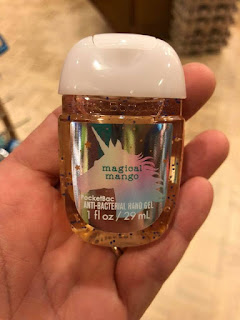 magical
mango
PocketBac
ANTI-BACTERIAL HAND GEL
1 fl oz / 29 mL